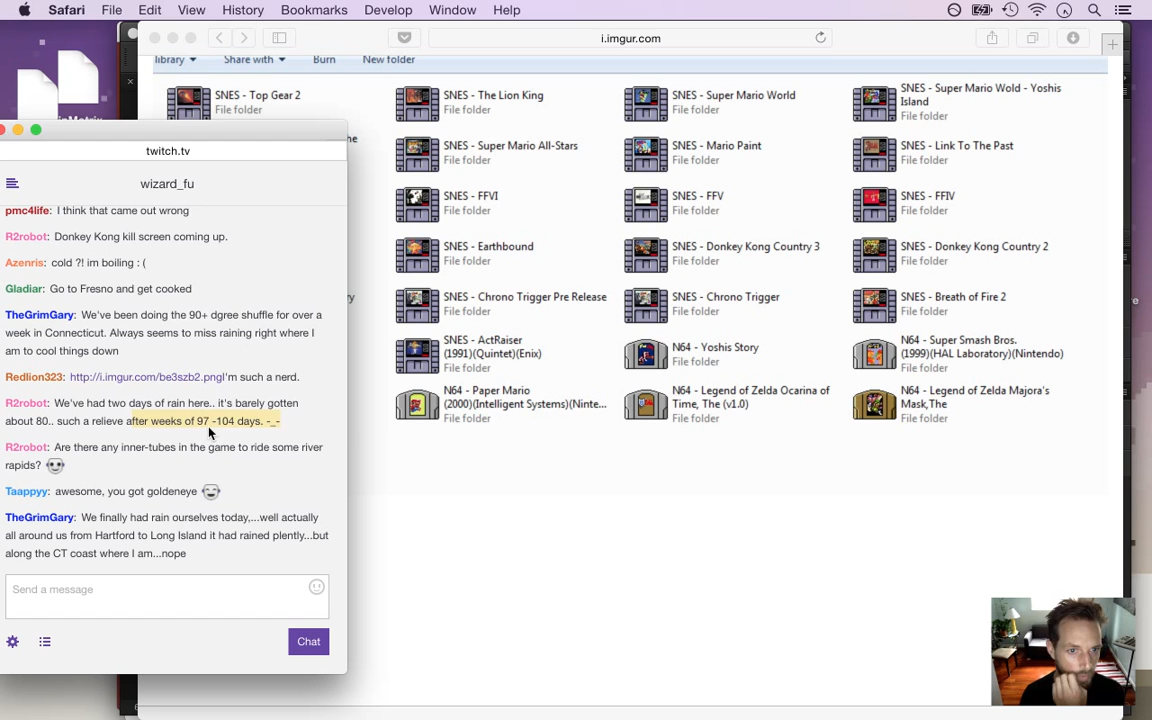 Safari File Edit View History Bookmarks Develop Window Help
i.imgur.com
library Share with Burn New folder
SNES - Top Gear 2
File folder
SNES - The Lion King
File folder
SNES - Super Mario World
File folder
SNES - Super Mario Wold - Yoshis
Island
File folder
SNES - Super Mario All-Stars
File folder
SNES - Mario Paint
File folder
SNES - Link To The Past
File folder
SNES - FFVI
File folder
SNES - FFV
File folder
SNES - FFIV
File folder
SNES - Earthbound
File folder
SNES - Donkey Kong Country 3
File folder
SNES - Donkey Kong Country 2
File folder
SNES - Chrono Trigger Pre Release
File folder
SNES - Chrono Trigger
File folder
SNES - Breath of Fire 2
File folder
SNES - ActRaiser
(1991)(Quintet)(Enix)
File folder
N64 - Yoshis Story
File folder
N64 - Super Smash Bros.
(1999)(HAL Laboratory)(Nintendo)
File folder
N64 - Paper Mario
(2000)(Intelligent Systems)(Ninte...
File folder
N64 - Legend of Zelda Ocarina of
Time, The (v1.0)
File folder
N64 - Legend of Zelda Majora's
Mask,The
File folder
twitch.tv
wizard_fu
pmc4life: I think that came out wrong
R2robot: Donkey Kong kill screen coming up.
Azenris: cold ?! im boiling : (
Gladiar: Go to Fresno and get cooked
TheGrimGary: We've been doing the 90+ dgree shuffle for over a
week in Connecticut. Always seems to miss raining right where I
am to cool things down
Redlion323: http://i.imgur.com/be3szb2.pngI'm such a nerd.
R2robot: We've had two days of rain here.. it's barely gotten
about 80.. such a relieve after weeks of 97 -104 days. -_-
R2robot: Are there any inner-tubes in the game to ride some river
rapids?
Taappyy: awesome, you got goldeneye
TheGrimGary: We finally had rain ourselves today,...well actually
all around us from Hartford to Long Island it had rained plently...but
along the CT coast where I am...nope
Send a message
Chat